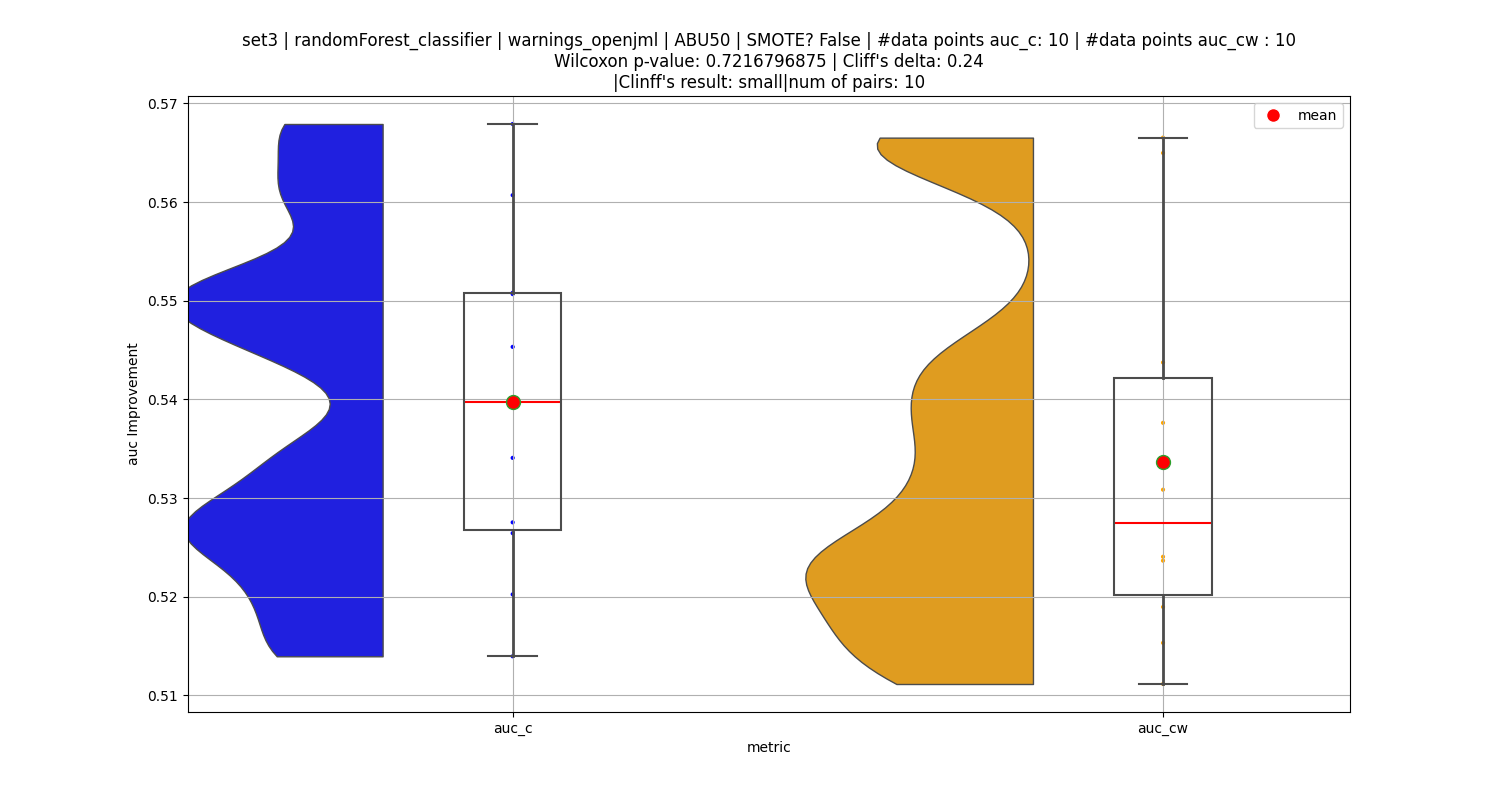 set3 | randomForest_classifier | warnings_openjml | ABU50 | SMOTE? False | #data points auc_c: 10 | #data points auc_cw : 10
Wilcoxon p-value: 0.7216796875 | Cliff's delta: 0.24
|Clinff's result: small|num of pairs: 10
mean
0.57
0.56
0.55
0.54
0.53
0.52
0.51
auc Improvement
auc_c
auc_cw
metric